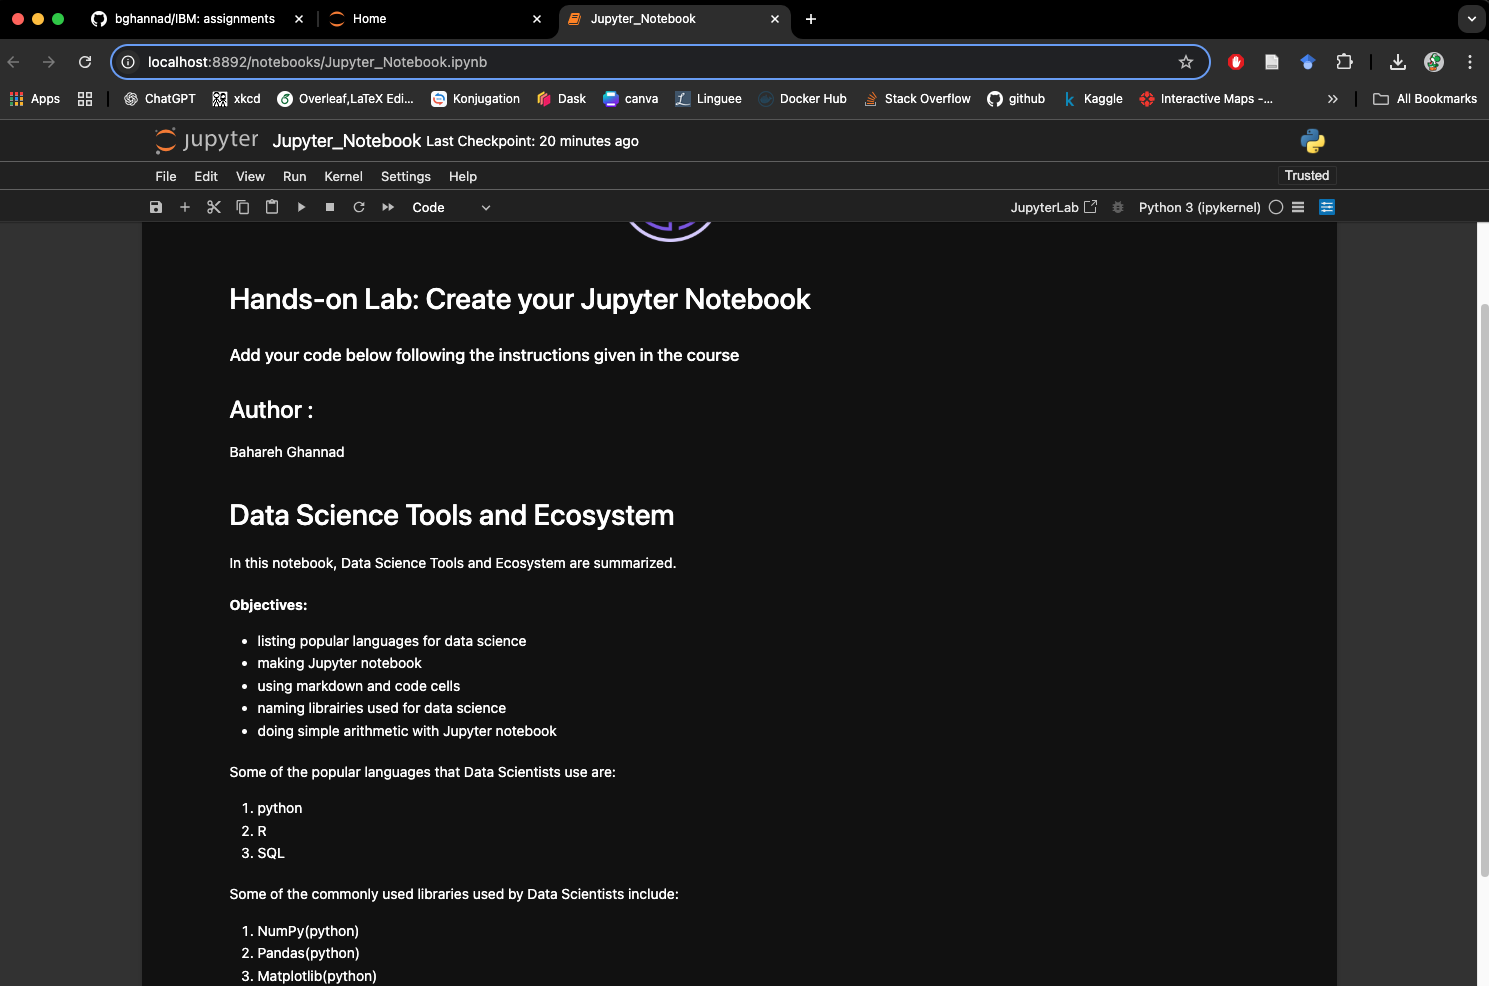 bghannad/IBM: assignments
Home
Jupyter_Notebook
localhost:8892/notebooks/Jupyter_Notebook.ipynb
Apps ChatGPT xkcd Overleaf,LaTeX Edi... Konjugation Dask canva Linguee Docker Hub Stack Overflow github Kaggle Interactive Maps -... All Bookmarks
jupyter Jupyter_Notebook Last Checkpoint: 20 minutes ago
File Edit View Run Kernel Settings Help Trusted
Code JupyterLab Python 3 (ipykernel)
Hands-on Lab: Create your Jupyter Notebook
Add your code below following the instructions given in the course
Author :
Bahareh Ghannad
Data Science Tools and Ecosystem
In this notebook, Data Science Tools and Ecosystem are summarized.
Objectives:
• listing popular languages for data science
• making Jupyter notebook
• using markdown and code cells
• naming librairies used for data science
• doing simple arithmetic with Jupyter notebook
Some of the popular languages that Data Scientists use are:
1. python
2. R
3. SQL
Some of the commonly used libraries used by Data Scientists include:
1. NumPy(python)
2. Pandas(python)
3. Matplotlib(python)